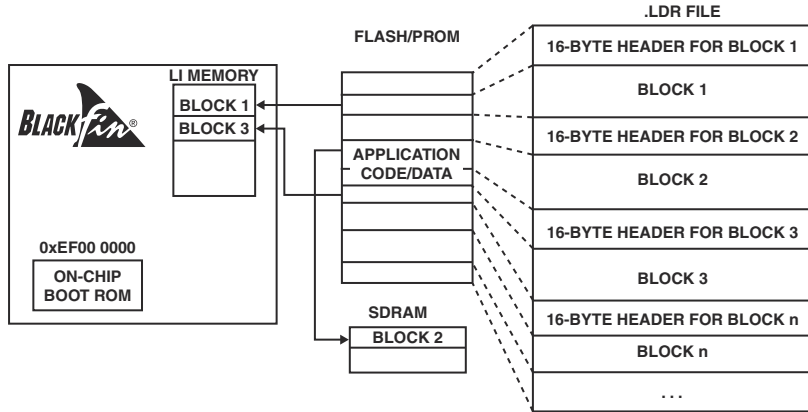 .LDR FILE
FLASH/PROM
16-BYTE HEADER FOR BLOCK 1
LI MEMORY
BLOCK 1
BLOCK 3
BLACKfin®
BLOCK 1
16-BYTE HEADER FOR BLOCK 2
APPLICATION
CODE/DATA
BLOCK 2
16-BYTE HEADER FOR BLOCK 3
0xEF00 0000
ON-CHIP
BOOT ROM
BLOCK 3
SDRAM
BLOCK 2
16-BYTE HEADER FOR BLOCK n
BLOCK n
. . .